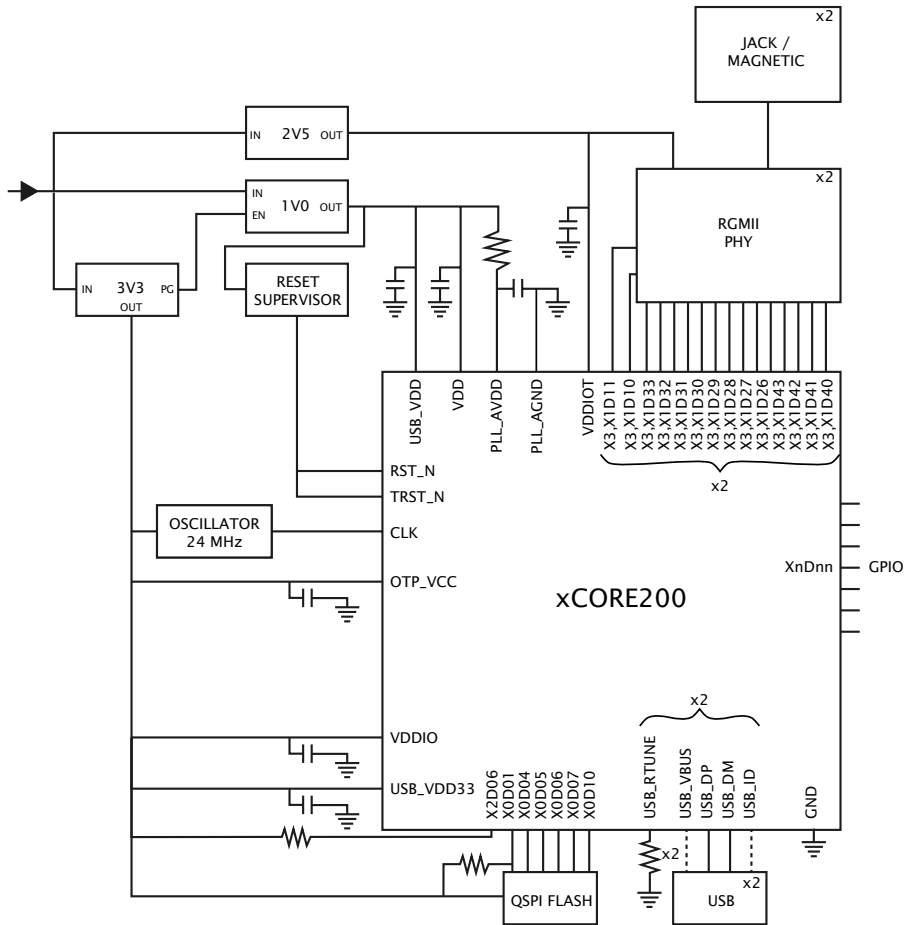 x2
JACK /
MAGNETIC
IN 2V5 OUT
x2
IN
1V0 OUT
EN
RGMII
PHY
IN 3V3 PG
OUT
RESET
SUPERVISOR
USB_VDD
VDD
PLL_AVDD
PLL_AGND
VDDIOT
X3,X1D11
X3,X1D10
X3,X1D33
X3,X1D32
X3,X1D31
X3,X1D30
X3,X1D29
X3,X1D28
X3,X1D27
X3,X1D26
X3,X1D43
X3,X1D42
X3,X1D41
X3,X1D40
x2
RST_N
TRST_N
OSCILLATOR
24 MHz
CLK
XnDnn GPIO
OTP_VCC
xCORE200
x2
VDDIO
USB_VDD33
X2D06
X0D01
X0D04
X0D05
X0D06
X0D07
X0D10
USB_RTUNE
USB_VBUS
USB_DP
USB_DM
USB_ID
GND
x2
QSPI FLASH
x2
USB